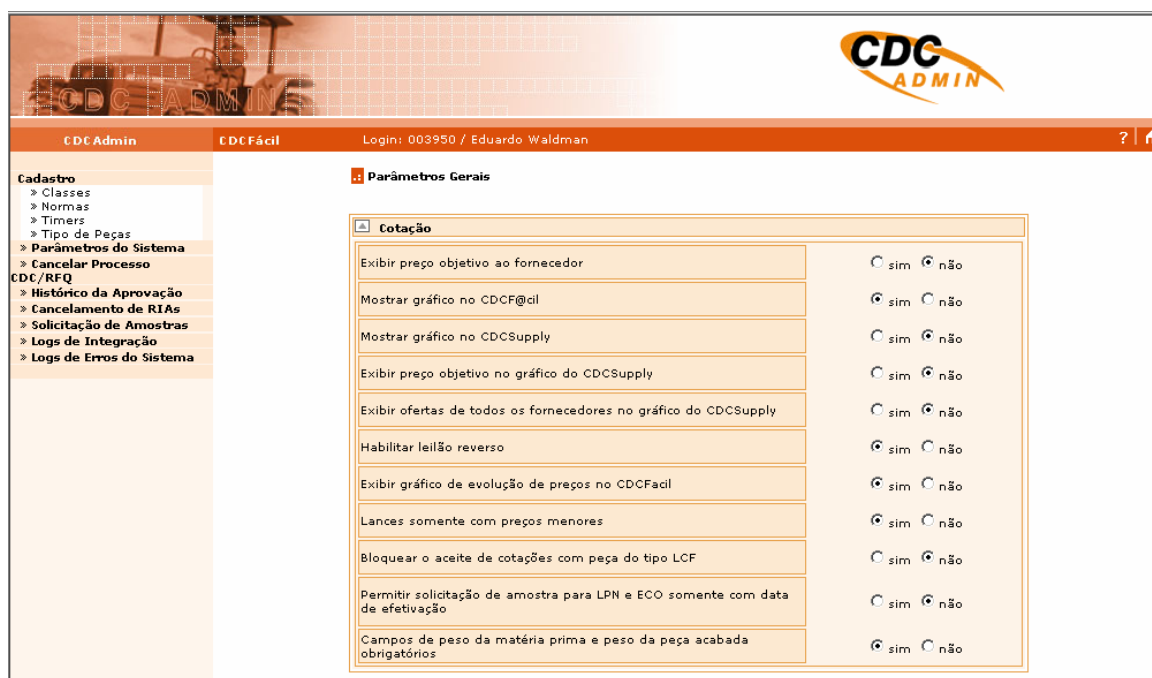 CDC ADMIN
CDC
ADMIN
CDCAdmin CDCFácil Login: 003950 / Eduardo Waldman ?
Cadastro
» Classes
» Normas
» Timers
» Tipo de Peças
» Parâmetros do Sistema
» Cancelar Processo
CDC/RFQ
» Histórico da Aprovação
» Cancelamento de RIAs
» Solicitação de Amostras
» Logs de Integração
» Logs de Erros do Sistema
.: Parâmetros Gerais
Cotação
Exibir preço objetivo ao fornecedor sim não
Mostrar gráfico no CDCF@cil sim não
Mostrar gráfico no CDCSupply sim não
Exibir preço objetivo no gráfico do CDCSupply sim não
Exibir ofertas de todos os fornecedores no gráfico do CDCSupply sim não
Habilitar leilão reverso sim não
Exibir gráfico de evolução de preços no CDCFacil sim não
Lances somente com preços menores sim não
Bloquear o aceite de cotações com peça do tipo LCF sim não
Permitir solicitação de amostra para LPN e ECO somente com data
de efetivação sim não
Campos de peso da matéria prima e peso da peça acabada
obrigatórios sim não